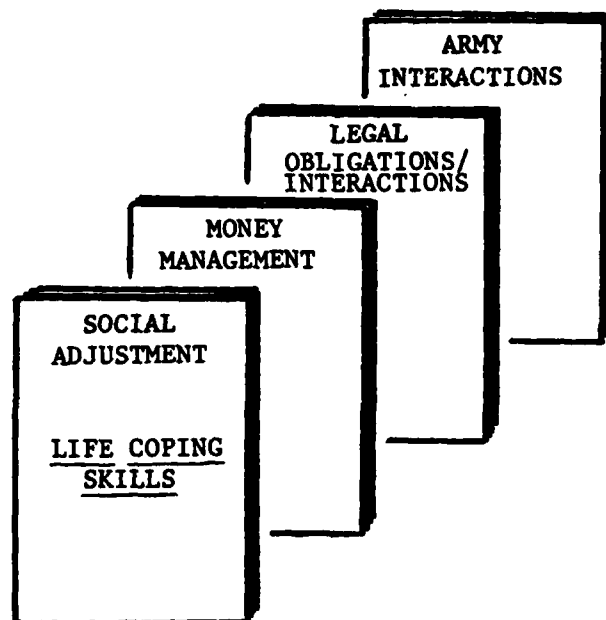 ARMY
INTERACTIONS
LEGAL
OBLIGATIONS/
INTERACTIONS
MONEY
MANAGEMENT
SOCIAL
ADJUSTMENT
LIFE COPING
SKILLS